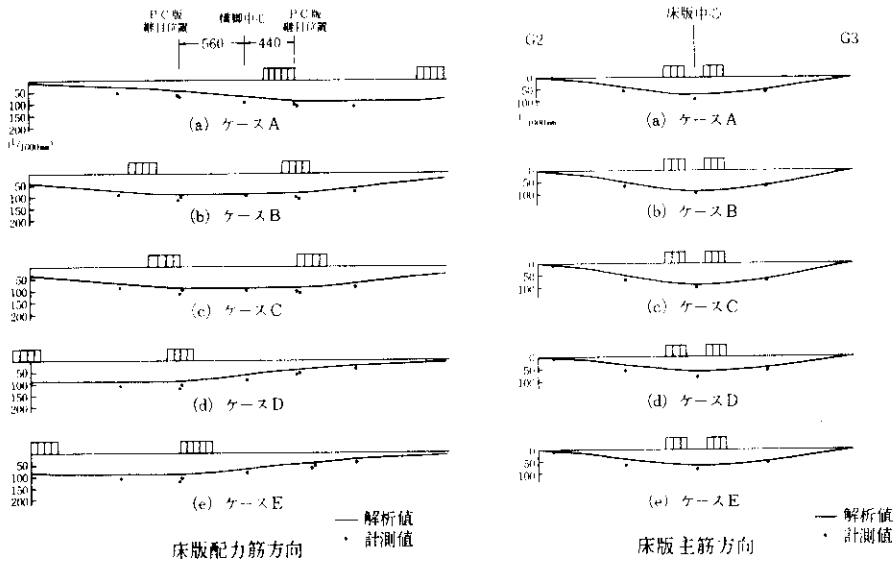 PC版
継目位置
横脚中心
PC版
継目位置
560
440
50
100
150
200
(1/1000mm)
(a) ケースA
50
100
150
200
(b) ケースB
50
100
150
200
(c) ケースC
50
100
150
200
(d) ケースD
50
100
150
200
(e) ケースE
— 解析値
・ 計測値
床版配力筋方向
床版中心
G2
G3
0
50
100
1/1000mm
(a) ケースA
0
50
100
(b) ケースB
0
50
100
(c) ケースC
0
50
100
(d) ケースD
0
50
100
(e) ケースE
— 解析値
・ 計測値
床版主筋方向